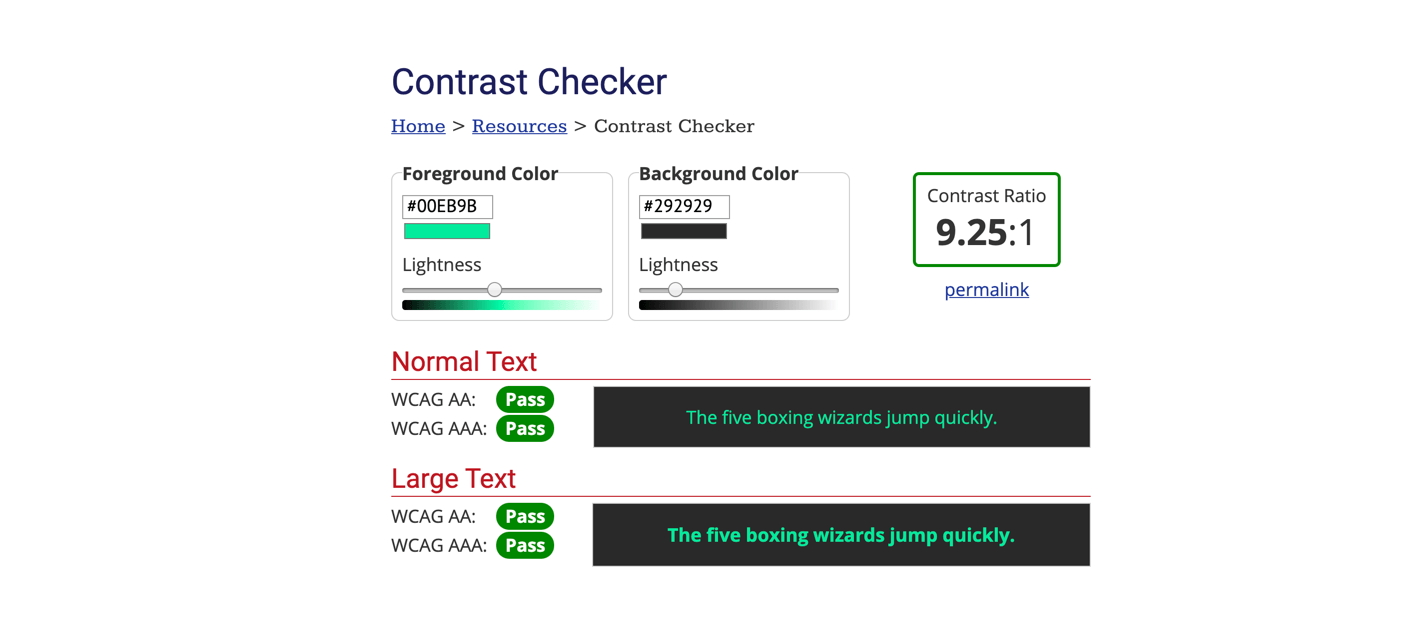 Contrast Checker
Home > Resources > Contrast Checker
Foreground Color
#00EB9B
Lightness
Background Color
#292929
Lightness
Contrast Ratio
9.25:1
permalink
Normal Text
WCAG AA: Pass
WCAG AAA: Pass
The five boxing wizards jump quickly.
Large Text
WCAG AA: Pass
WCAG AAA: Pass
The five boxing wizards jump quickly.